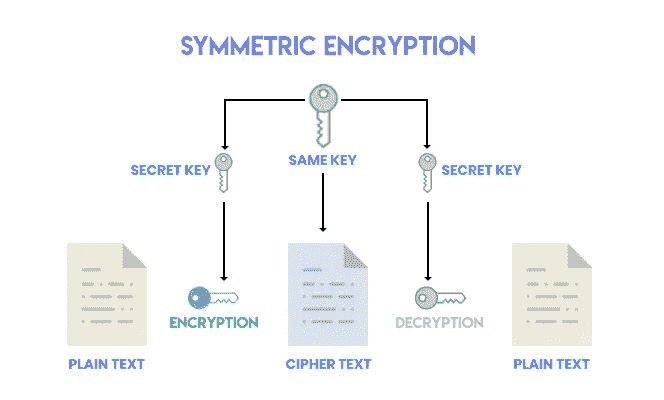 SYMMETRIC ENCRYPTION
SAME KEY
SECRET KEY
SECRET KEY
ENCRYPTION
DECRYPTION
PLAIN TEXT
CIPHER TEXT
PLAIN TEXT